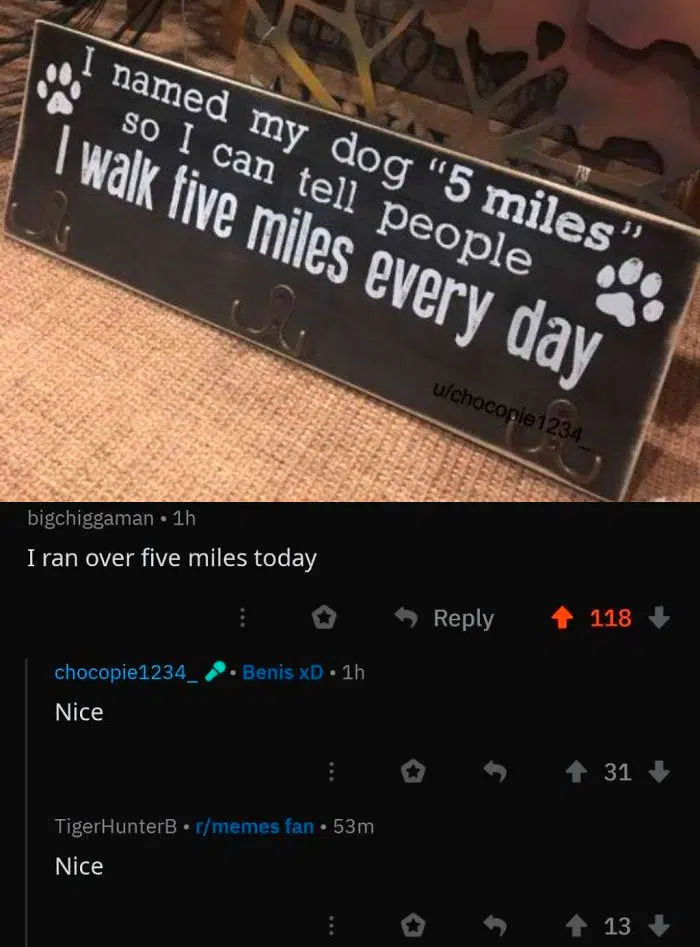 I named my dog "5 miles"
so I can tell people
I walk five miles every day
u/chocopie1234_
bigchiggaman • 1h
I ran over five miles today
Reply 118
chocopie1234_ • Benis xD • 1h
Nice
31
TigerHunterB • r/memes fan • 53m
Nice
13